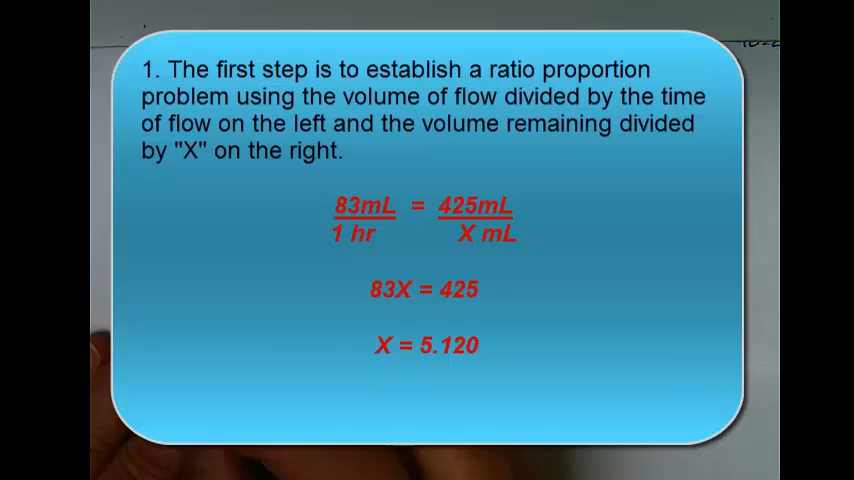 1. The first step is to establish a ratio proportion
problem using the volume of flow divided by the time
of flow on the left and the volume remaining divided
by "X" on the right.
83mL = 425mL
1 hr X mL
83X = 425
X = 5.120